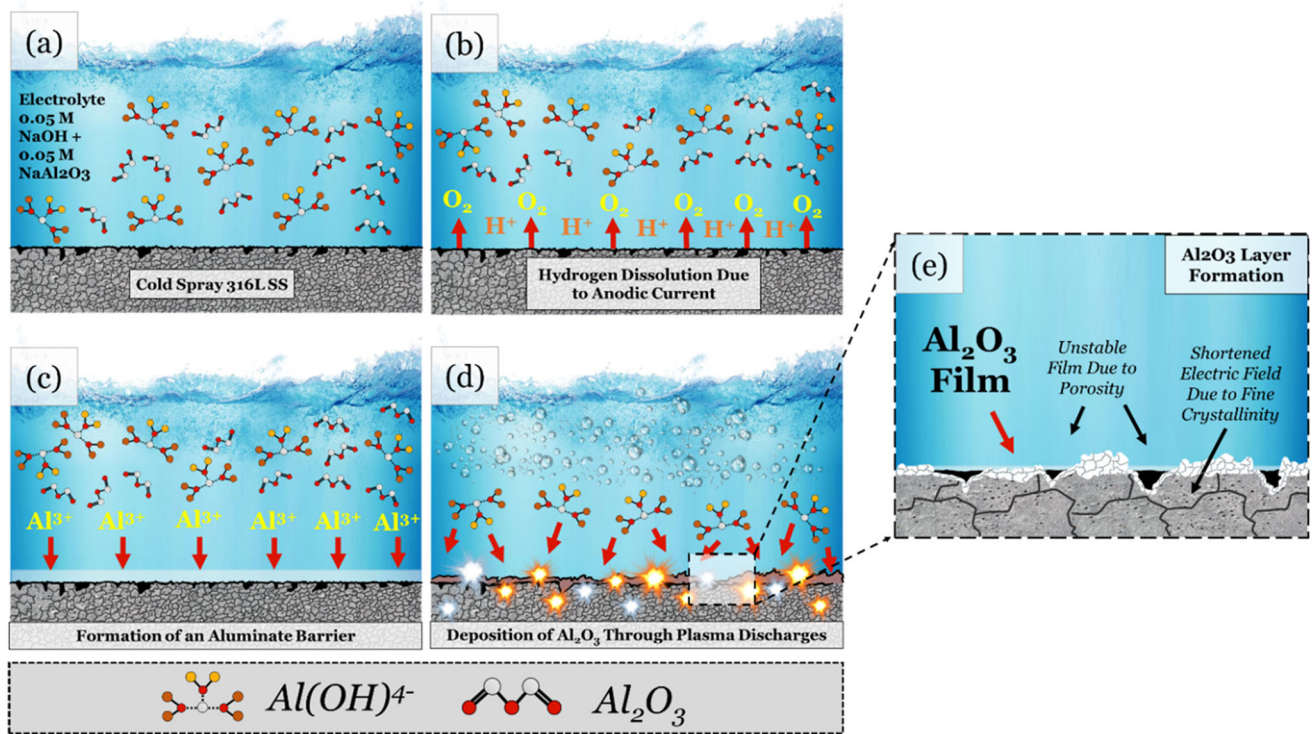 (a)
Electrolyte
0.05 M
NaOH +
0.05 M
NaAl2O3
Cold Spray 316L SS
(b)
O₂ O₂ O₂ O₂ O₂ O₂
H⁺ H⁺ H⁺ H⁺ H⁺
Hydrogen Dissolution Due
to Anodic Current
(c)
Al³⁺ Al³⁺ Al³⁺ Al³⁺ Al³⁺ Al³⁺
Formation of an Aluminate Barrier
(d)
Deposition of Al₂O₃ Through Plasma Discharges
(e)
Al2O3 Layer
Formation
Al₂O₃
Film
Unstable
Film Due to
Porosity
Shortened
Electric Field
Due to Fine
Crystallinity
Al(OH)⁴⁻
Al₂O₃